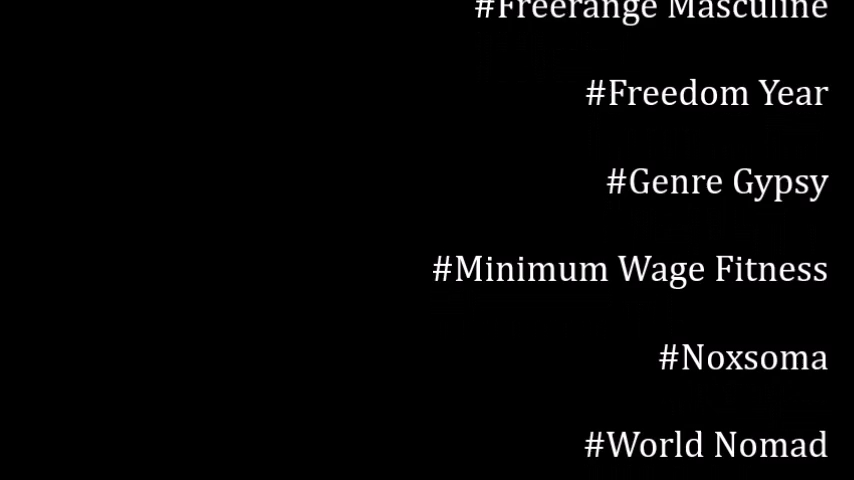 #Freerange Masculine
#Freedom Year
#Genre Gypsy
#Minimum Wage Fitness
#Noxsoma
#World Nomad